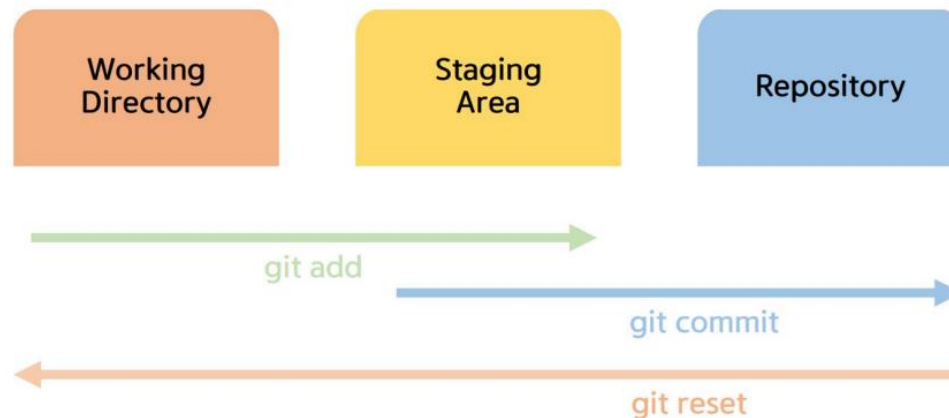 Working
Directory
Staging
Area
Repository
git add
git commit
git reset